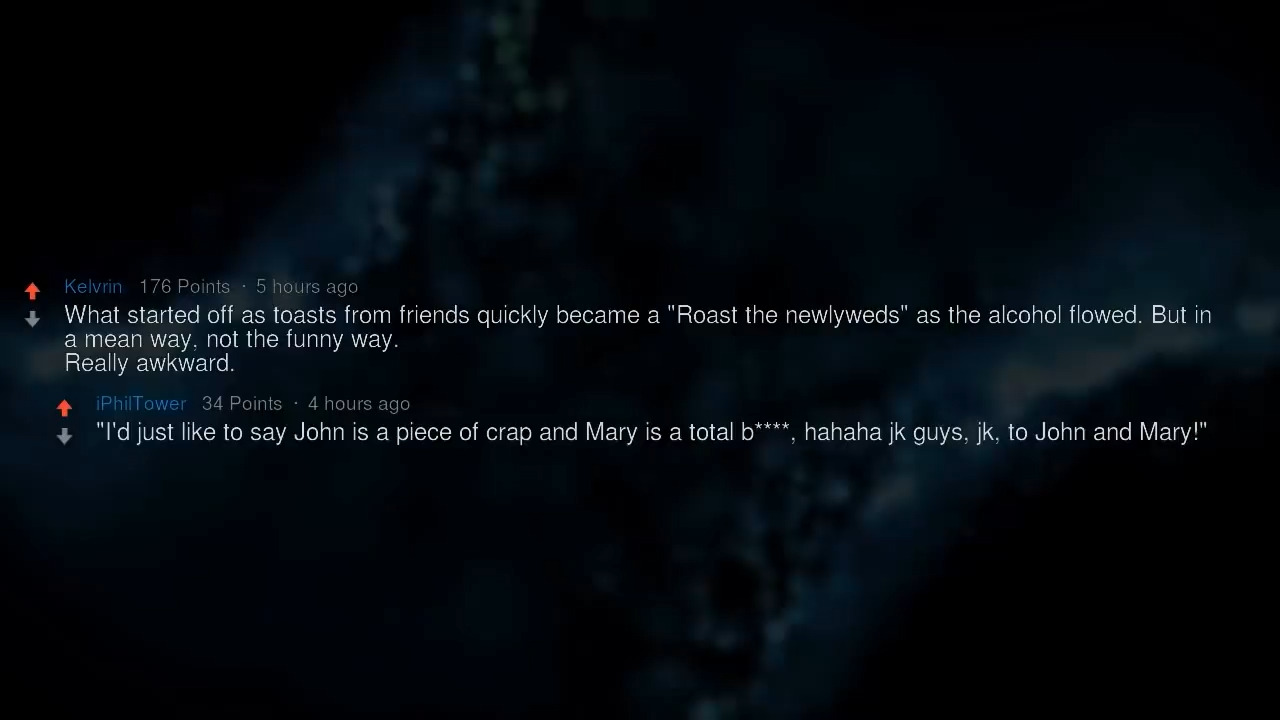 Kelvrin 176 Points · 5 hours ago
What started off as toasts from friends quickly became a "Roast the newlyweds" as the alcohol flowed. But in
a mean way, not the funny way.
Really awkward.
iPhilTower 34 Points · 4 hours ago
"I'd just like to say John is a piece of crap and Mary is a total b****, hahaha jk guys, jk, to John and Mary!"